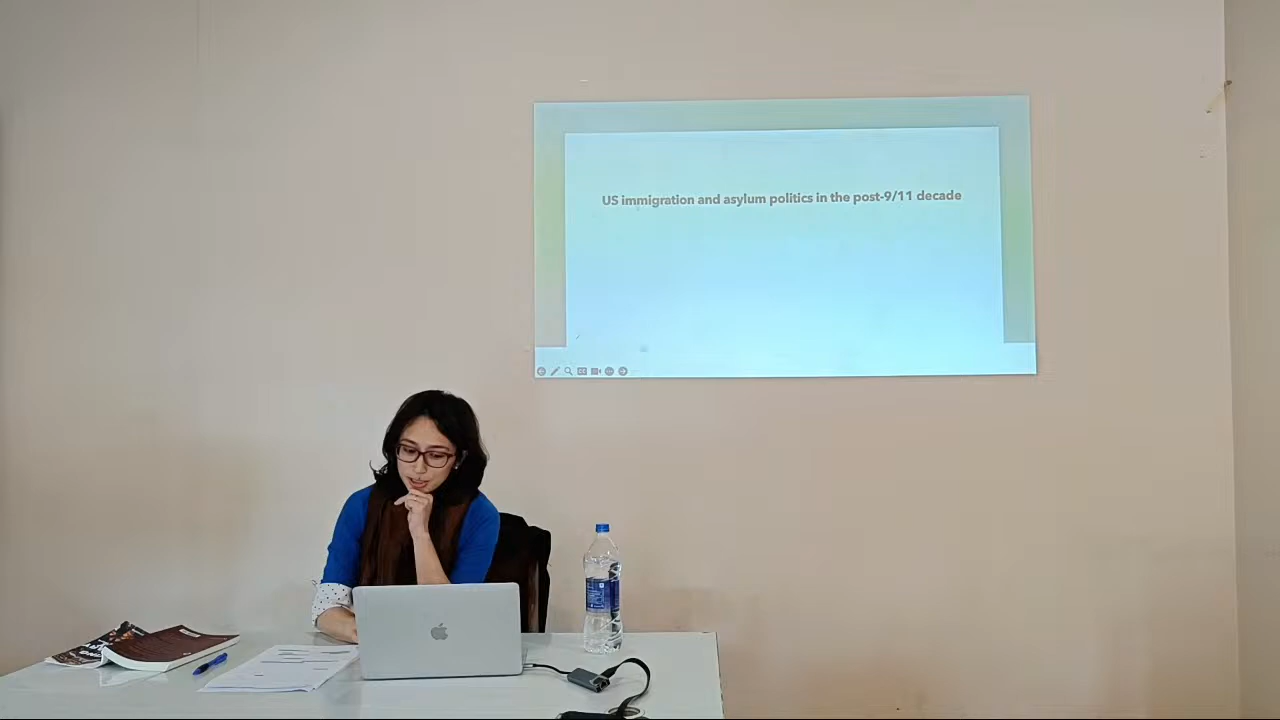 US immigration and asylum politics in the post-9/11 decade